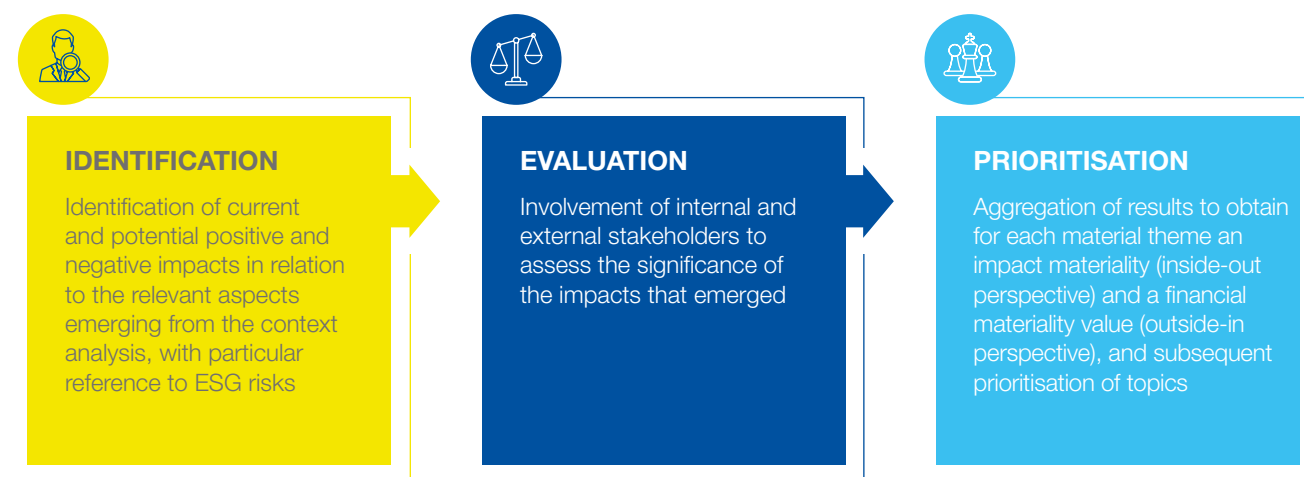 IDENTIFICATION
Identification of current
and potential positive and
negative impacts in relation
to the relevant aspects
emerging from the context
analysis, with particular
reference to ESG risks
EVALUATION
Involvement of internal and
external stakeholders to
assess the significance of
the impacts that emerged
PRIORITISATION
Aggregation of results to obtain
for each material theme an
impact materiality (inside-out
perspective) and a financial
materiality value (outside-in
perspective), and subsequent
prioritisation of topics